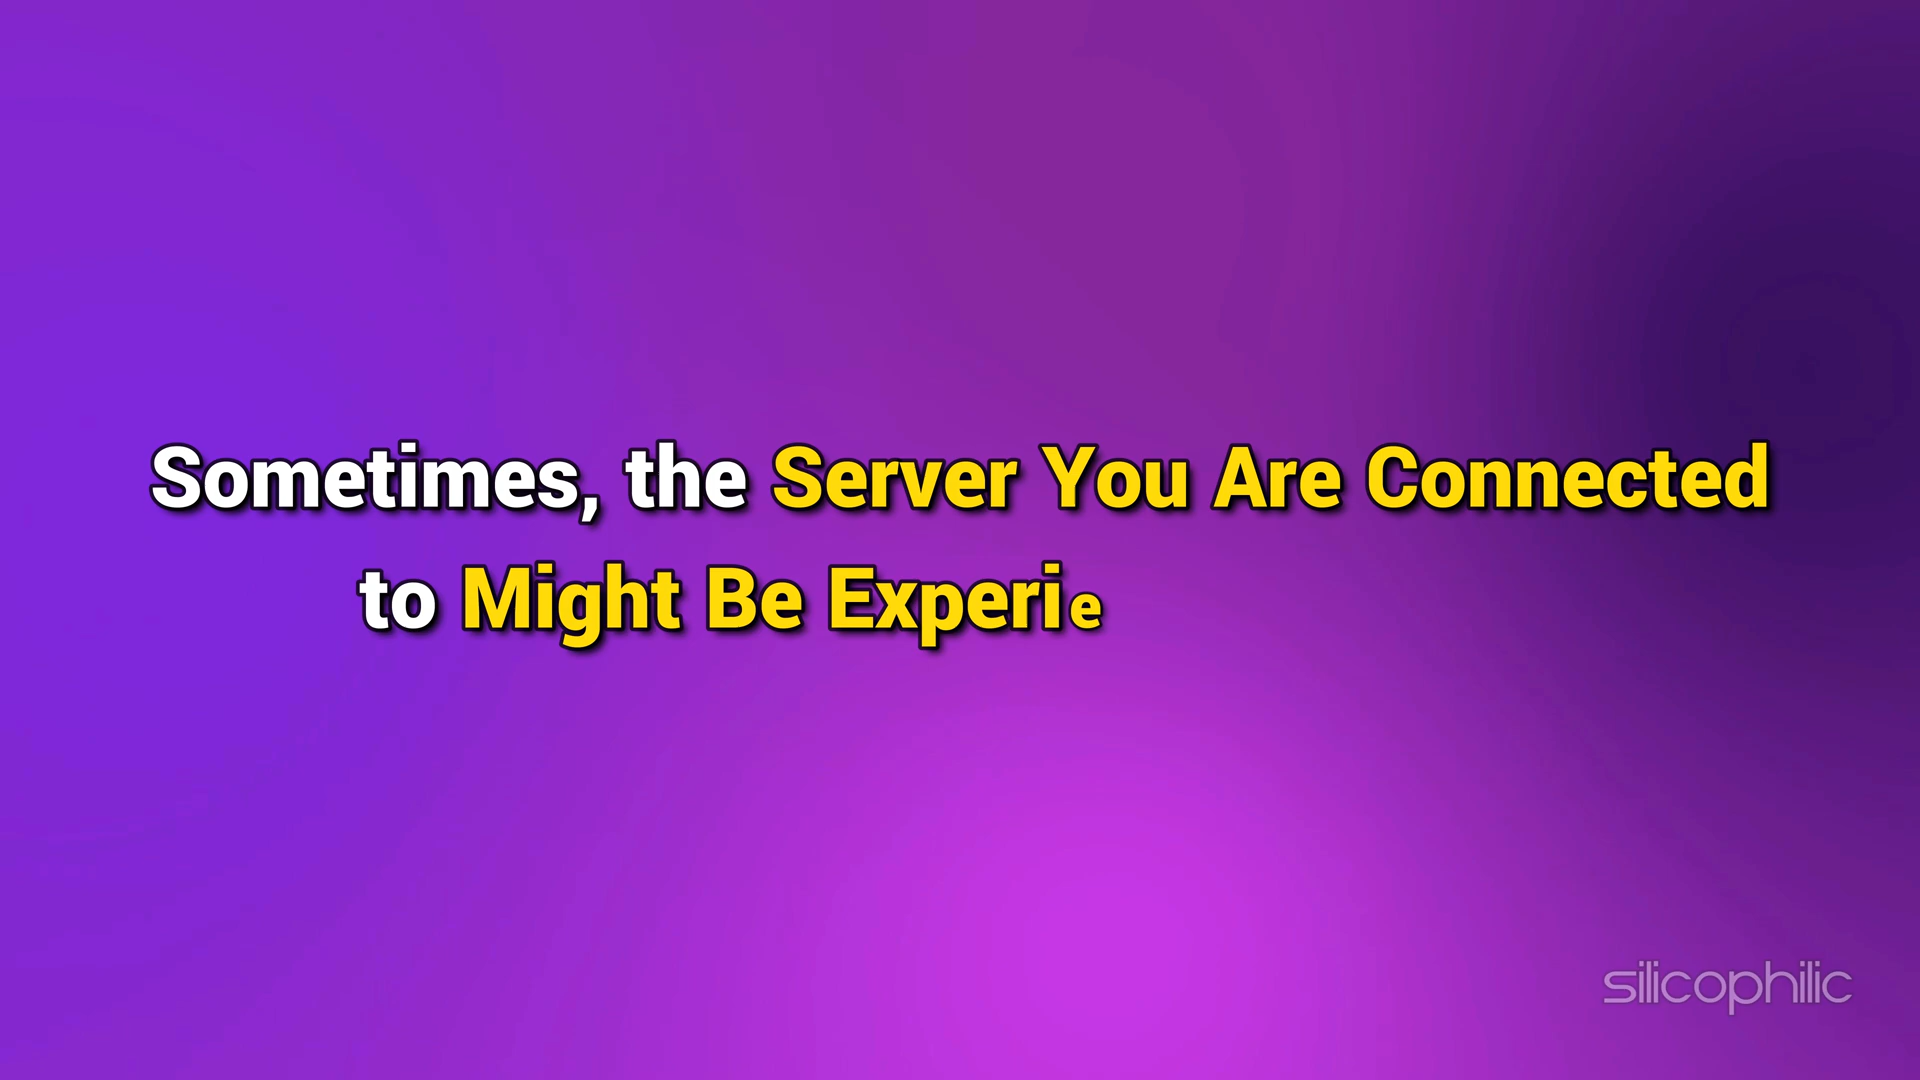 Sometimes, the Server You Are Connected
to Might Be Experie
silicophilic